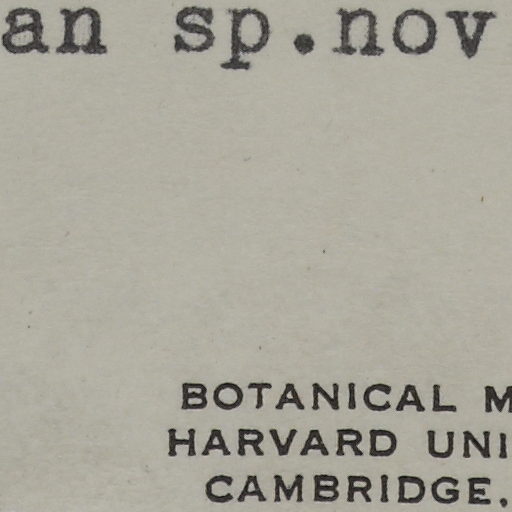 an sp.nov
BOTANICAL M
HARVARD UNI
CAMBRIDGE,